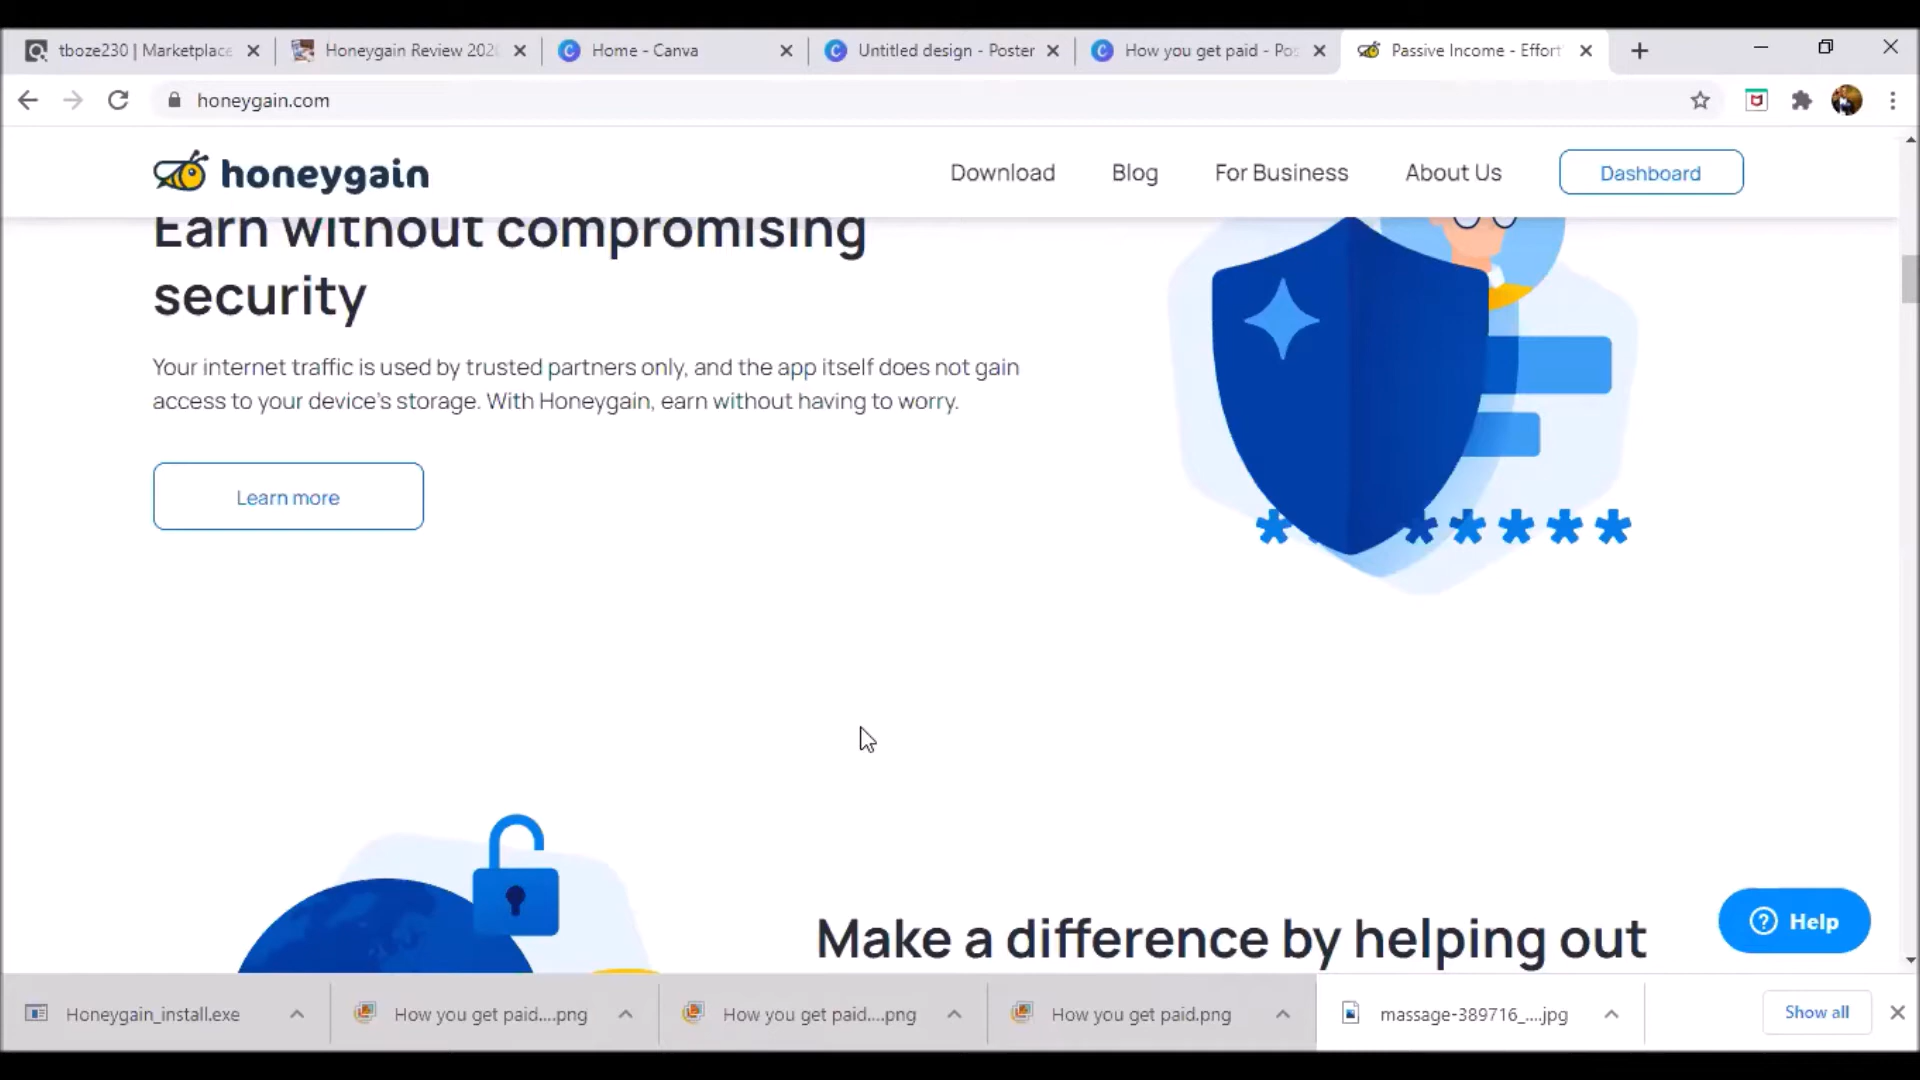 tboze230 | Marketplace
Honeygain Review 202
Home - Canva
Untitled design - Poster
How you get paid - Pos
Passive Income - Effort
honeygain.com
honeygain
Download
Blog
For Business
About Us
Dashboard
Earn without compromising
security
Your internet traffic is used by trusted partners only, and the app itself does not gain
access to your device's storage. With Honeygain, earn without having to worry.
Learn more
* * * * * *
Make a difference by helping out
Help
Honeygain_install.exe
How you get paid....png
How you get paid....png
How you get paid.png
massage-389716_....jpg
Show all